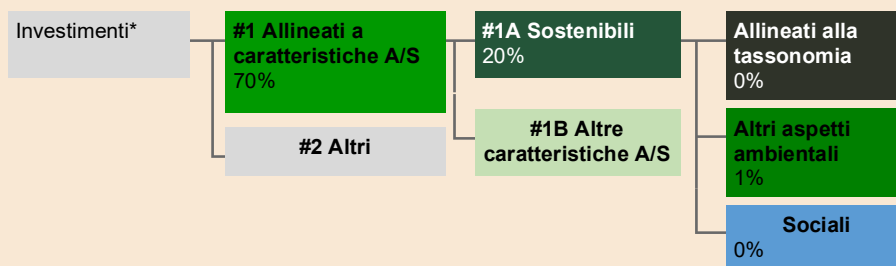 Investimenti*
#1 Allineati a
caratteristiche A/S
70%
#2 Altri
#1A Sostenibili
20%
#1B Altre
caratteristiche A/S
Allineati alla
tassonomia
0%
Altri aspetti
ambientali
1%
Sociali
0%